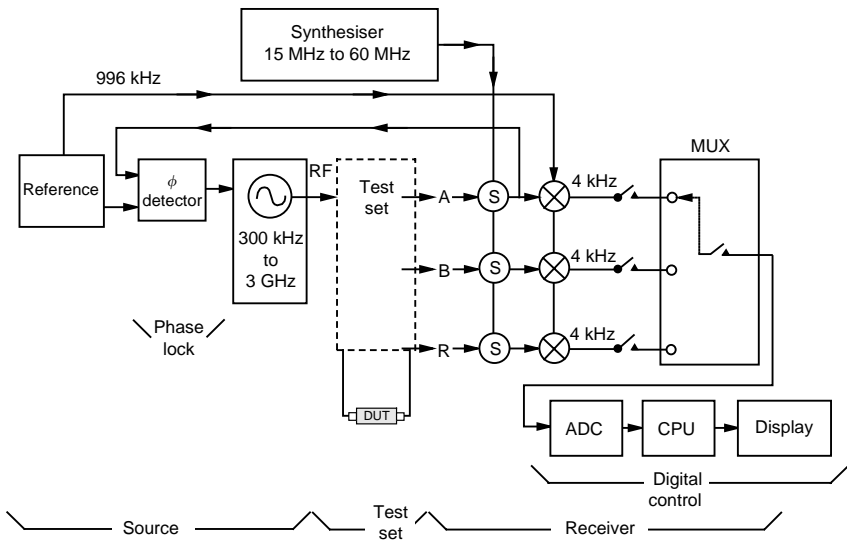 Synthesiser
15 MHz to 60 MHz
996 kHz
MUX
Reference
ϕ
detector
RF
Test
set
A
S
4 kHz
300 kHz
to
3 GHz
B
S
4 kHz
Phase
lock
R
S
4 kHz
DUT
ADC
CPU
Display
Digital
control
Source
Test
set
Receiver